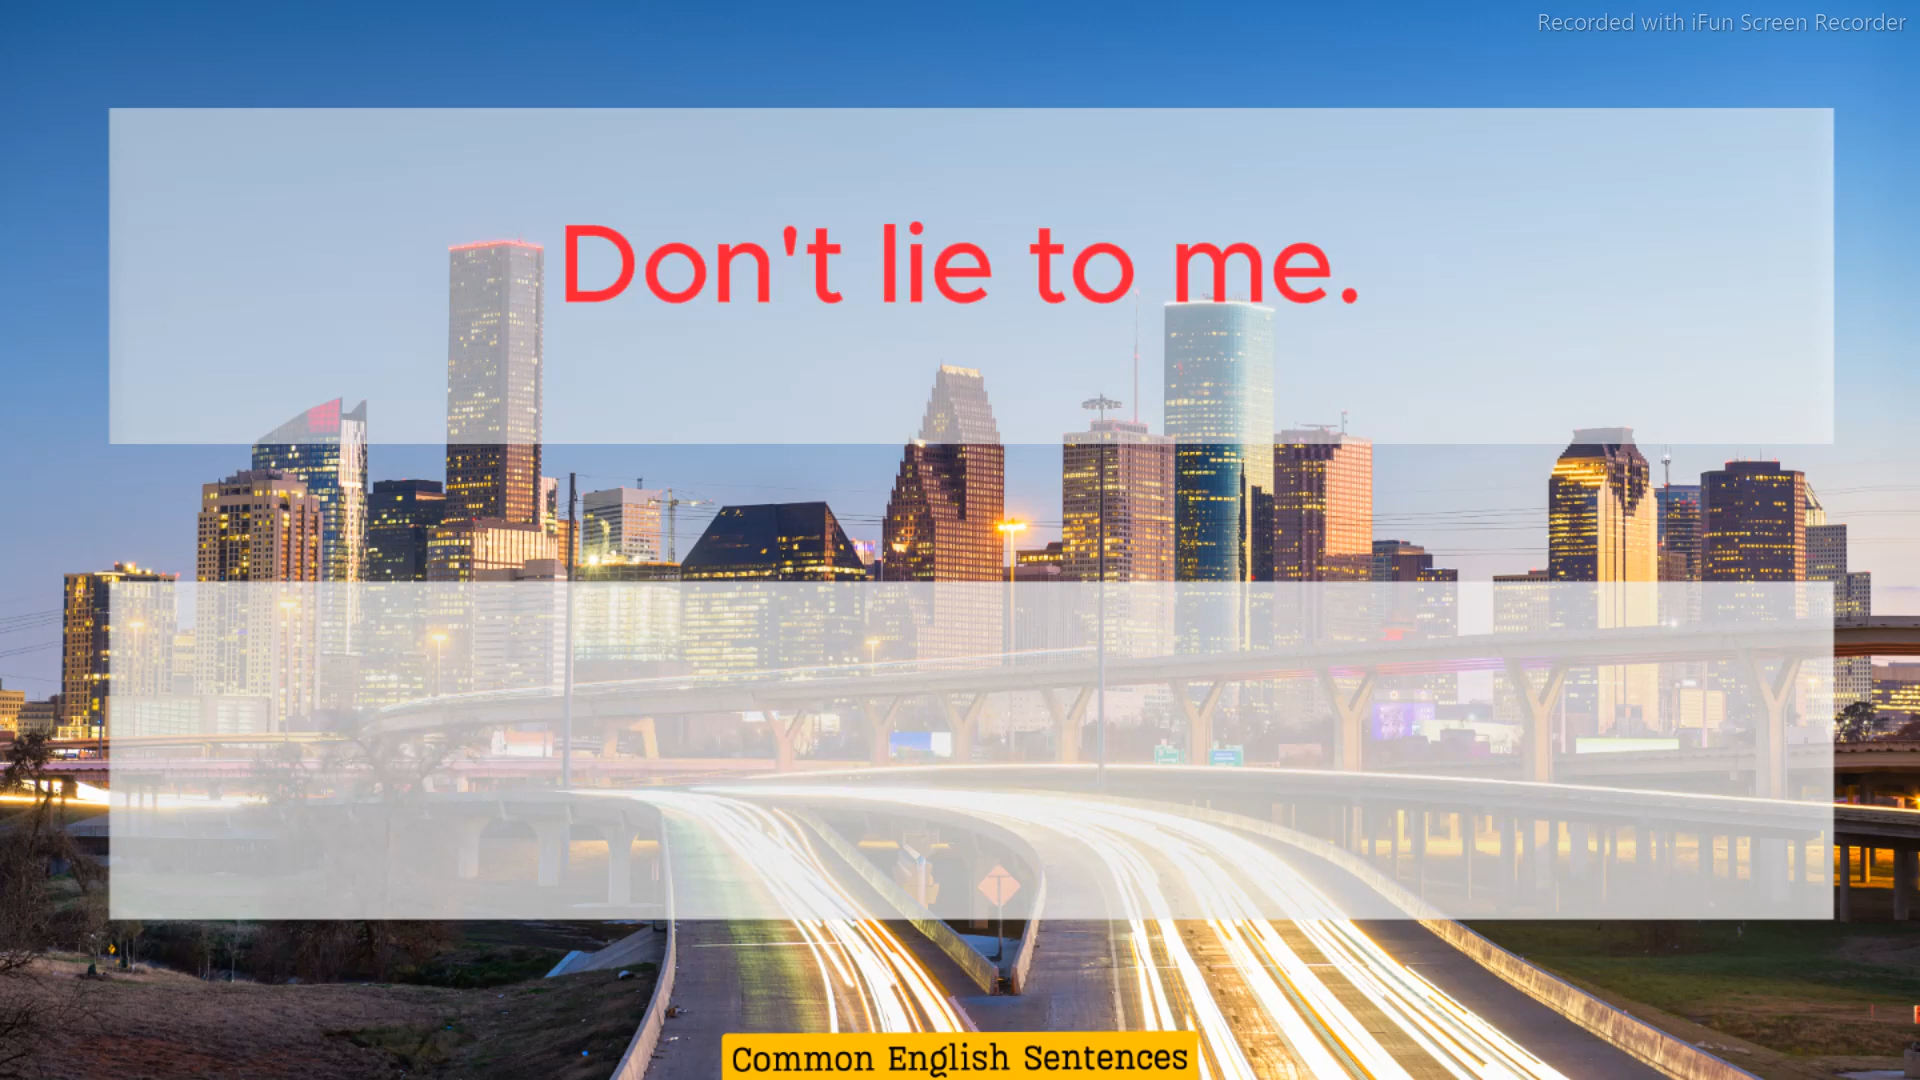 Recorded with iFun Screen Recorder
Don't lie to me.
Common English Sentences